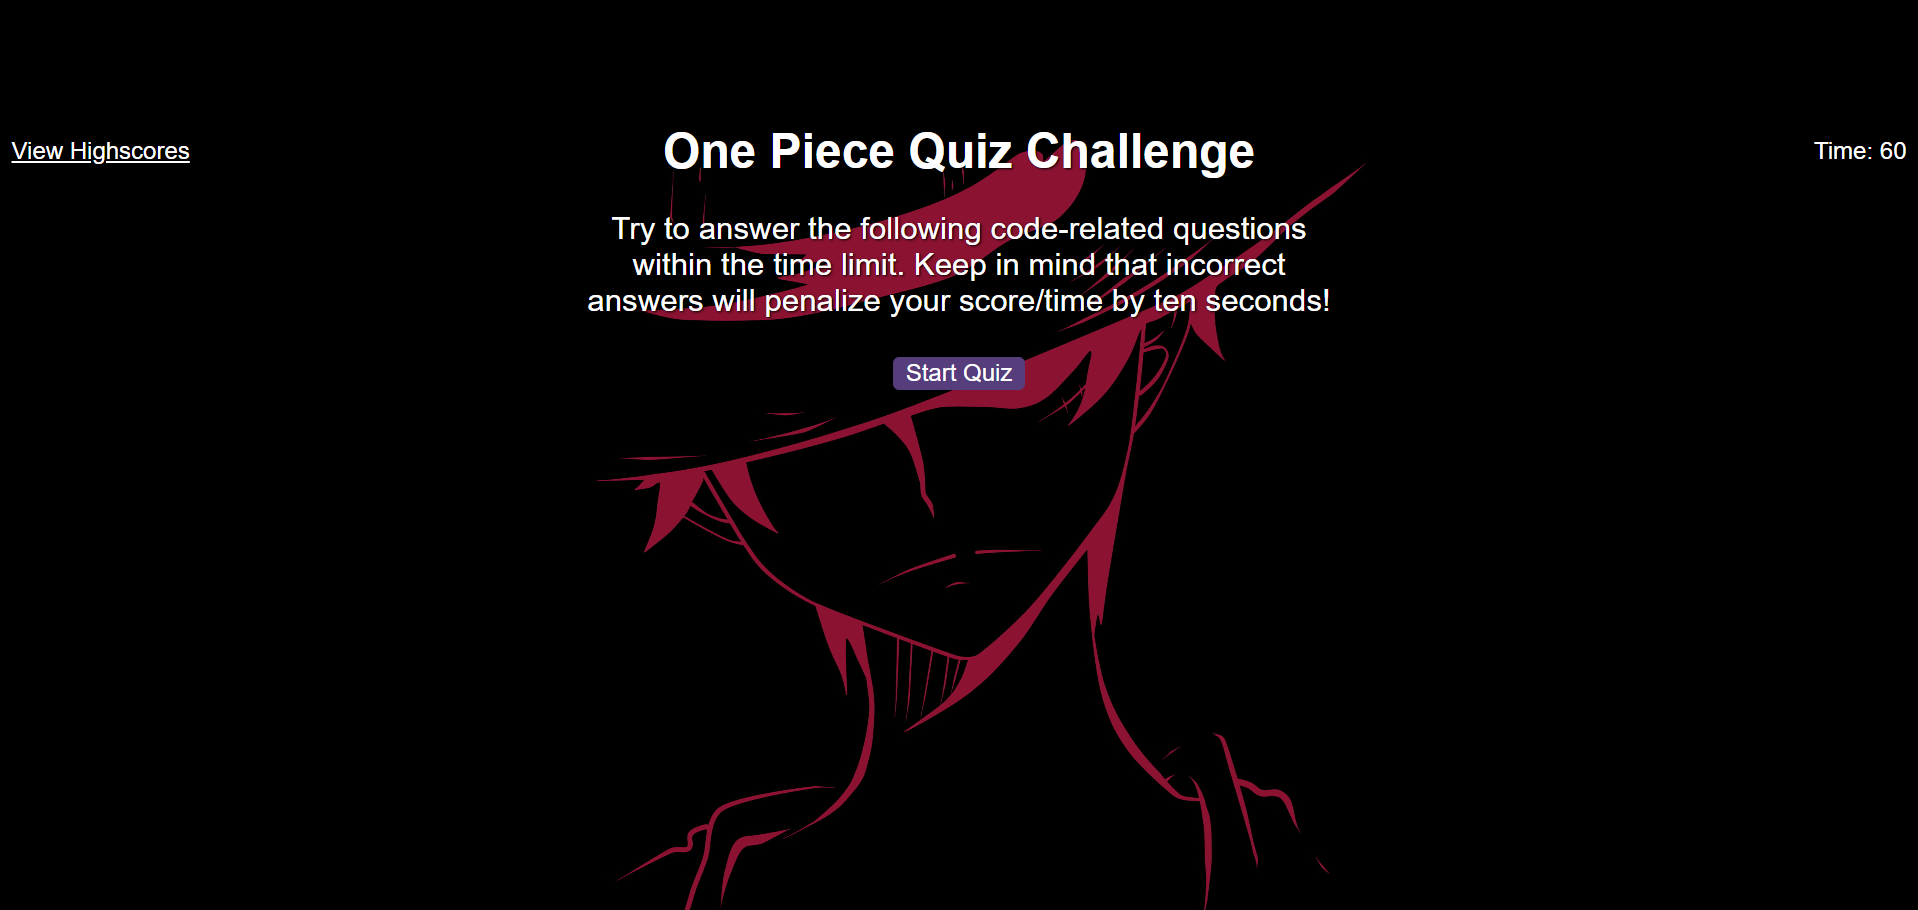 View Highscores
One Piece Quiz Challenge
Time: 60
Try to answer the following code-related questions
within the time limit. Keep in mind that incorrect
answers will penalize your score/time by ten seconds!
Start Quiz